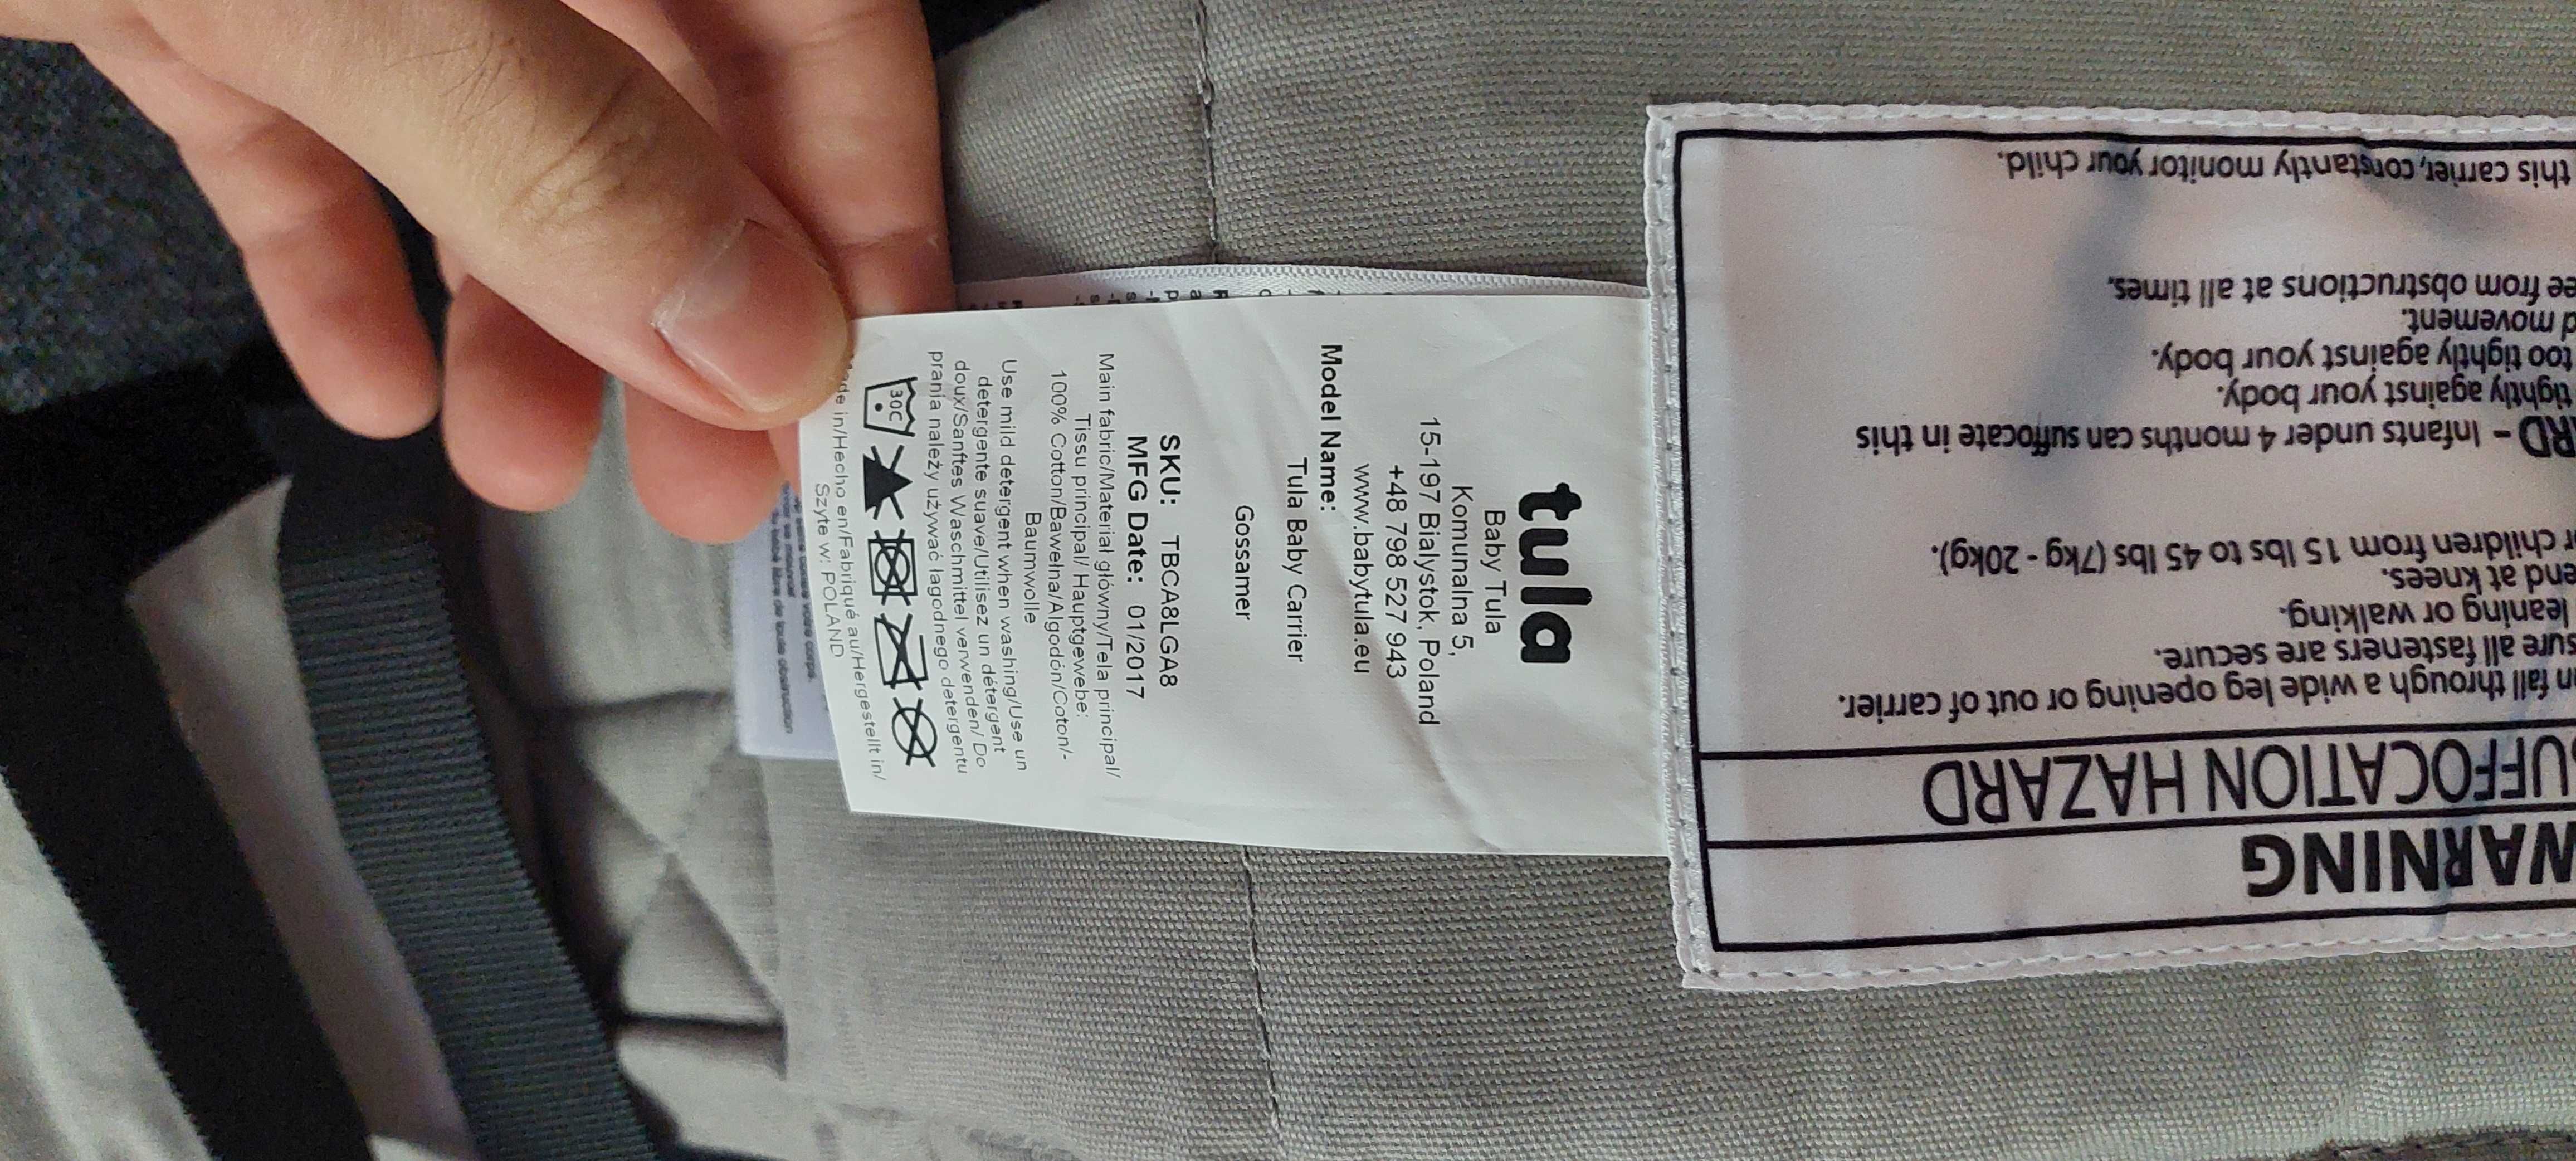 tula
Baby Tula
Komunalna 5,
15-197 Bialystok, Poland
+48 798 527 943
www.babytula.eu
Model Name:
Tula Baby Carrier
Gossamer
SKU: TBCA8LGA8
MFG Date: 01/2017
Main fabric/Materiał główny/Tela principal/
Tissu principal/ Hauptgewebe:
100% Cotton/Bawełna/Algodón/Coton/-
Baumwolle
Use mild detergent when washing/Use un
detergente suave/Utilisez un détergent
doux/Sanftes Waschmittel verwenden/ Do
prania należy używać łagodnego detergentu
30C
in/Hecho en/Fabriqué au/Hergestellt in/
Szyte w: POLAND
WARNING
UFFOCATION HAZARD
fall through a wide leg opening or out of carrier.
sure all fasteners are secure.
leaning or walking.
end at knees.
r children from 15 lbs to 45 lbs (7kg - 20kg).
RD – Infants under 4 months can suffocate in this
tightly against your body.
too tightly against your body.
d movement.
ee from obstructions at all times.
this carrier, constantly monitor your child.